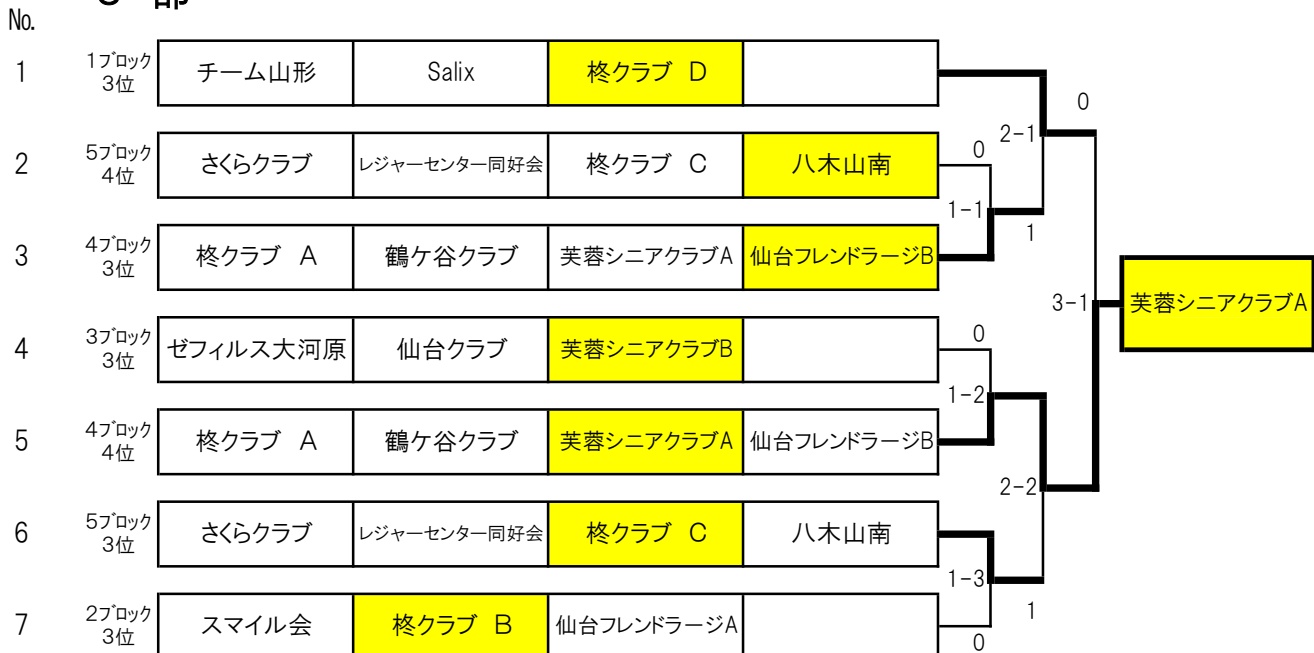 部
No.
1 1ブロック 3位 チーム山形 Salix 柊クラブ D
0
2-1
2 5ブロック 4位 さくらクラブ レジャーセンター同好会 柊クラブ C 八木山南 0
1-1
1
3 4ブロック 3位 柊クラブ A 鶴ケ谷クラブ 芙蓉シニアクラブA 仙台フレンドラージB
3-1 芙蓉シニアクラブA
4 3ブロック 3位 ゼフィルス大河原 仙台クラブ 芙蓉シニアクラブB 0
1-2
5 4ブロック 4位 柊クラブ A 鶴ケ谷クラブ 芙蓉シニアクラブA 仙台フレンドラージB
2-2
6 5ブロック 3位 さくらクラブ レジャーセンター同好会 柊クラブ C 八木山南
1-3
1
7 2ブロック 3位 スマイル会 柊クラブ B 仙台フレンドラージA
0